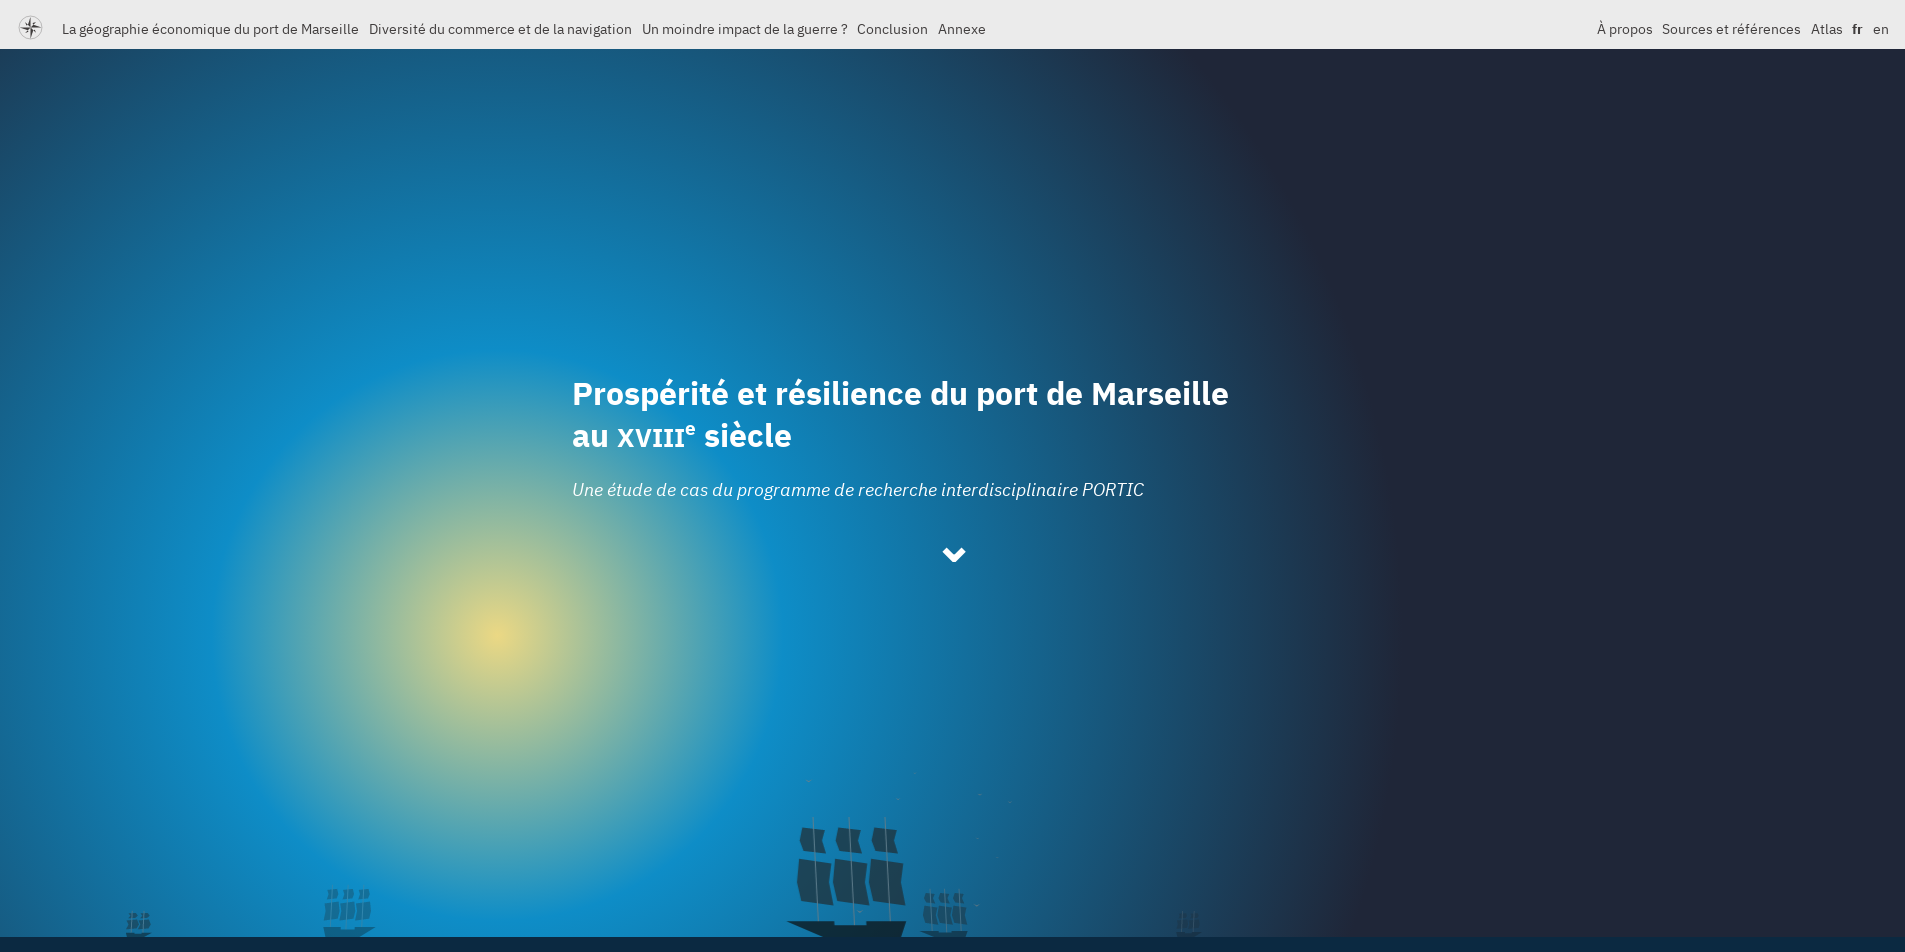 La géographie économique du port de Marseille Diversité du commerce et de la navigation Un moindre impact de la guerre ? Conclusion Annexe À propos Sources et références Atlas fr en
Prospérité et résilience du port de Marseille
au XVIIIe siècle
Une étude de cas du programme de recherche interdisciplinaire PORTIC